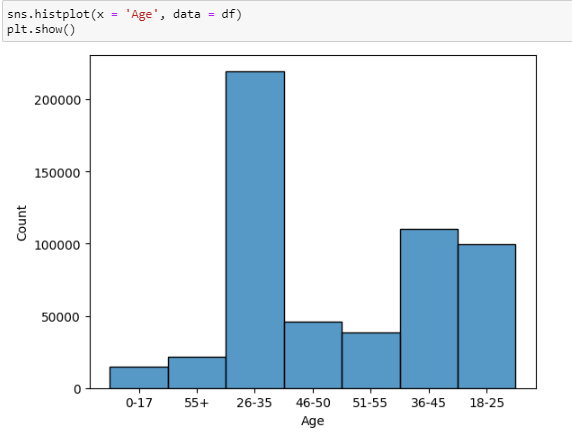 sns.histplot(x = 'Age', data = df)
plt.show()
200000
150000
100000
50000
0
Count
0-17 55+ 26-35 46-50 51-55 36-45 18-25
Age